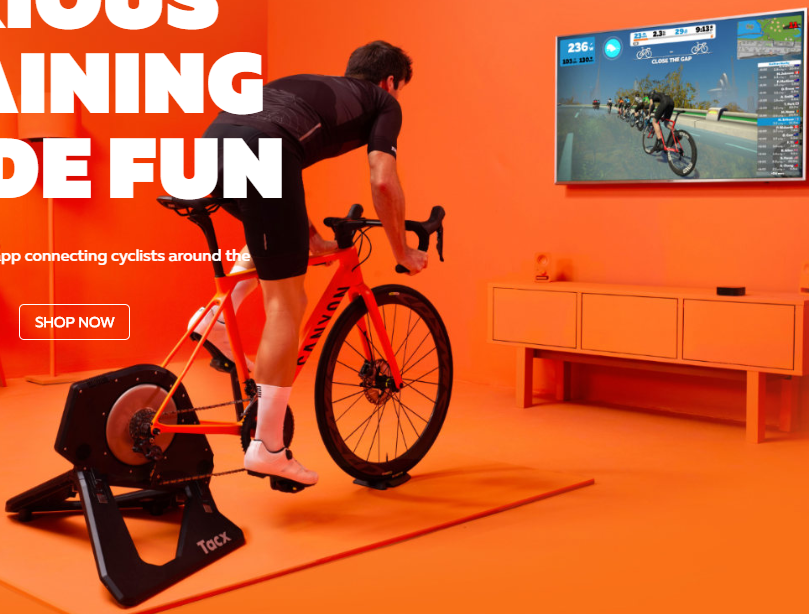 RIOUS
AINING
DE FUN
app connecting cyclists around the
SHOP NOW
236
CLOSE THE GAP
CANYON
Tacx